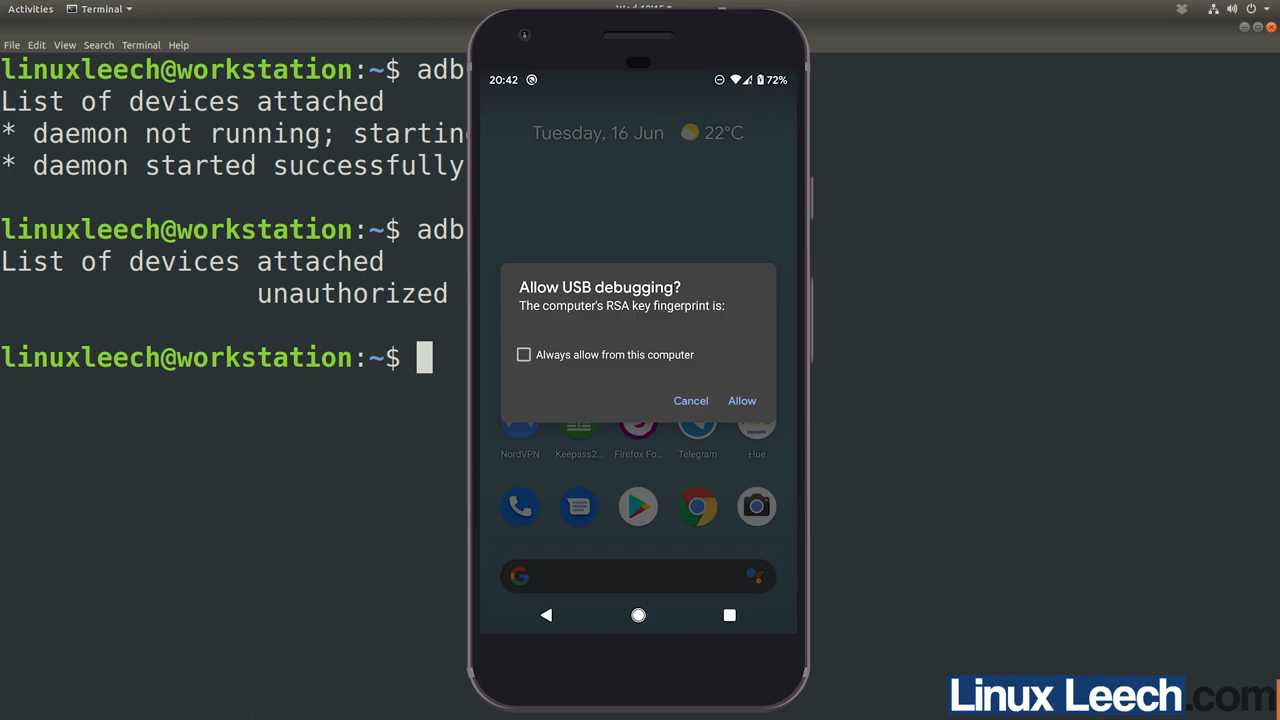 Activities Terminal
File Edit View Search Terminal Help
linuxleech@workstation:~$ adb
List of devices attached
* daemon not running; startin
* daemon started successfully
linuxleech@workstation:~$ adb
List of devices attached
unauthorized
linuxleech@workstation:~$
20:42
72%
Tuesday, 16 Jun 22°C
Allow USB debugging?
The computer's RSA key fingerprint is:
Always allow from this computer
Cancel Allow
NordVPN Keepass2... Firefox Fo... Telegram Hue
Linux Leech.com